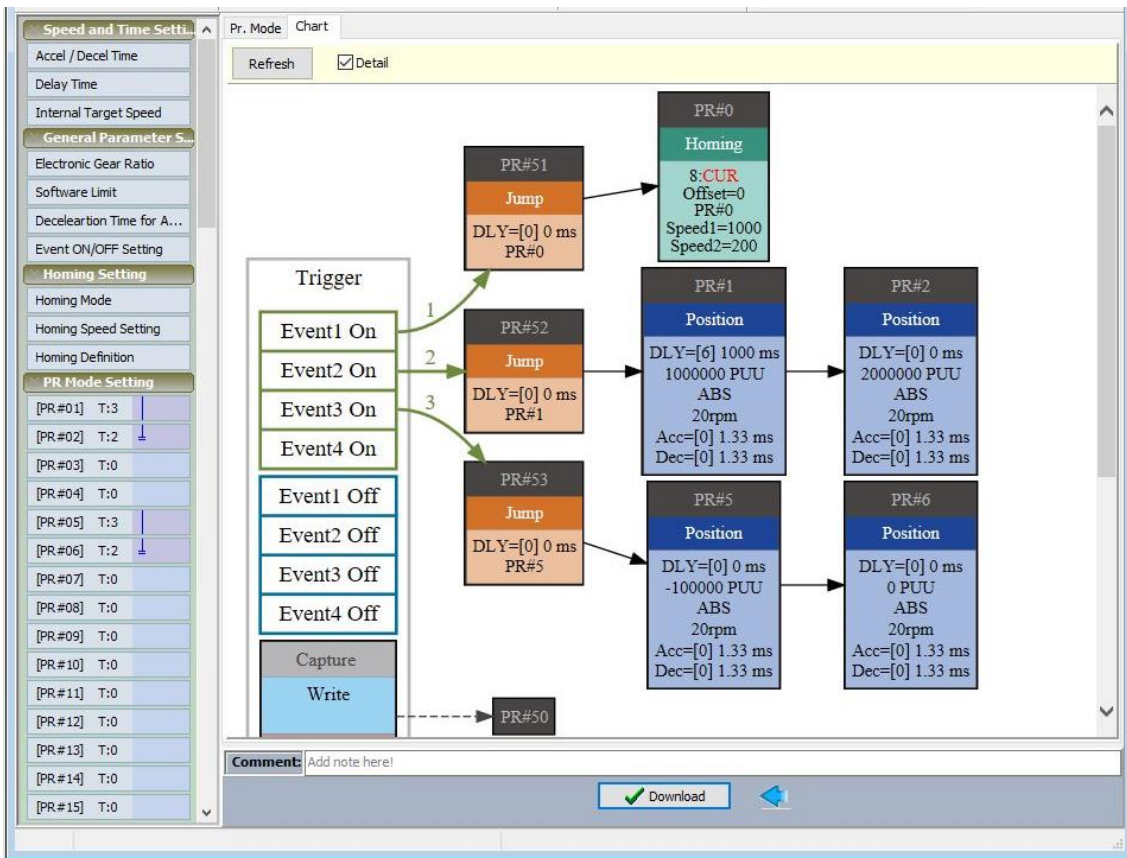 Speed and Time Setti
Accel / Decel Time
Delay Time
Internal Target Speed
General Parameter S...
Electronic Gear Ratio
Software Limit
Deceleartion Time for A...
Event ON/OFF Setting
Homing Setting
Homing Mode
Homing Speed Setting
Homing Definition
PR Mode Setting
[PR#01] T:3
[PR#02] T:2
[PR#03] T:0
[PR#04] T:0
[PR#05] T:3
[PR#06] T:2
[PR#07] T:0
[PR#08] T:0
[PR#09] T:0
[PR#10] T:0
[PR#11] T:0
[PR#12] T:0
[PR#13] T:0
[PR#14] T:0
[PR#15] T:0
Pr. Mode Chart
Refresh Detail
Trigger
Event1 On
Event2 On
Event3 On
Event4 On
Event1 Off
Event2 Off
Event3 Off
Event4 Off
Capture
Write
1
2
3
PR#51
Jump
DLY=[0] 0 ms
PR#0
PR#0
Homing
8:CUR
Offset=0
PR#0
Speed1=1000
Speed2=200
PR#52
Jump
DLY=[0] 0 ms
PR#1
PR#1
Position
DLY=[6] 1000 ms
1000000 PUU
ABS
20rpm
Acc=[0] 1.33 ms
Dec=[0] 1.33 ms
PR#2
Position
DLY=[0] 0 ms
2000000 PUU
ABS
20rpm
Acc=[0] 1.33 ms
Dec=[0] 1.33 ms
PR#53
Jump
DLY=[0] 0 ms
PR#5
PR#5
Position
DLY=[0] 0 ms
-100000 PUU
ABS
20rpm
Acc=[0] 1.33 ms
Dec=[0] 1.33 ms
PR#6
Position
DLY=[0] 0 ms
0 PUU
ABS
20rpm
Acc=[0] 1.33 ms
Dec=[0] 1.33 ms
PR#50
Comment: Add note here!
Download